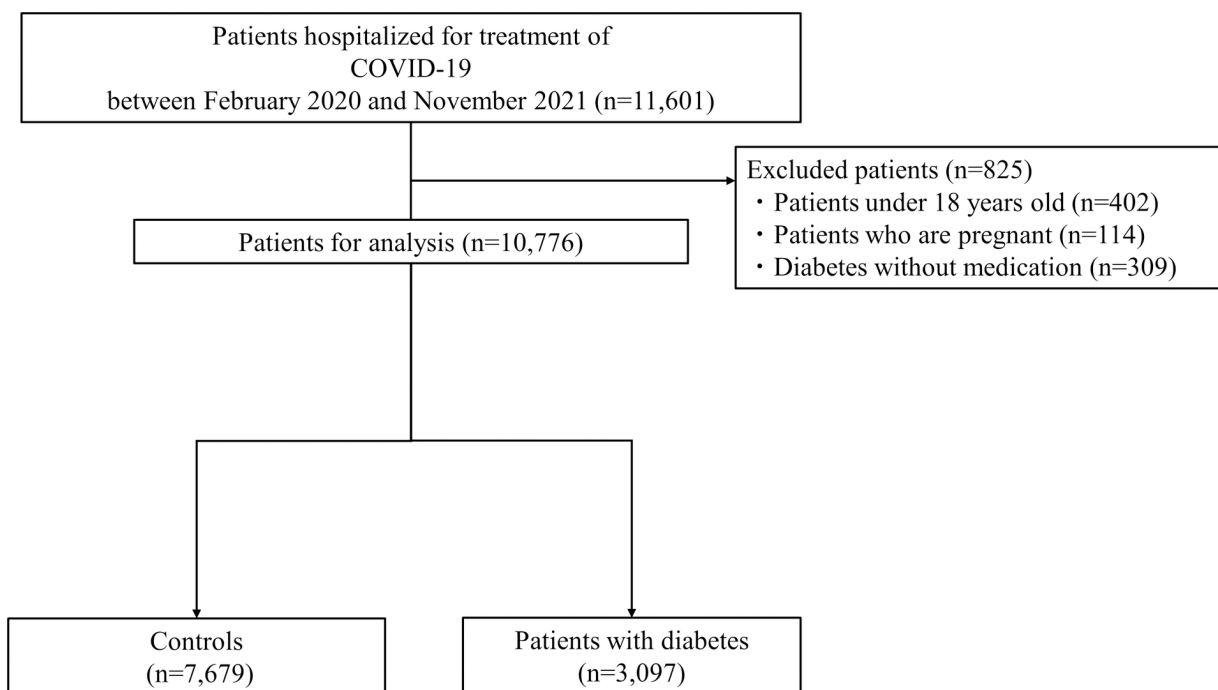 Patients hospitalized for treatment of
COVID-19
between February 2020 and November 2021 (n=11,601)
Excluded patients (n=825)
・Patients under 18 years old (n=402)
・Patients who are pregnant (n=114)
・Diabetes without medication (n=309)
Patients for analysis (n=10,776)
Controls
(n=7,679)
Patients with diabetes
(n=3,097)